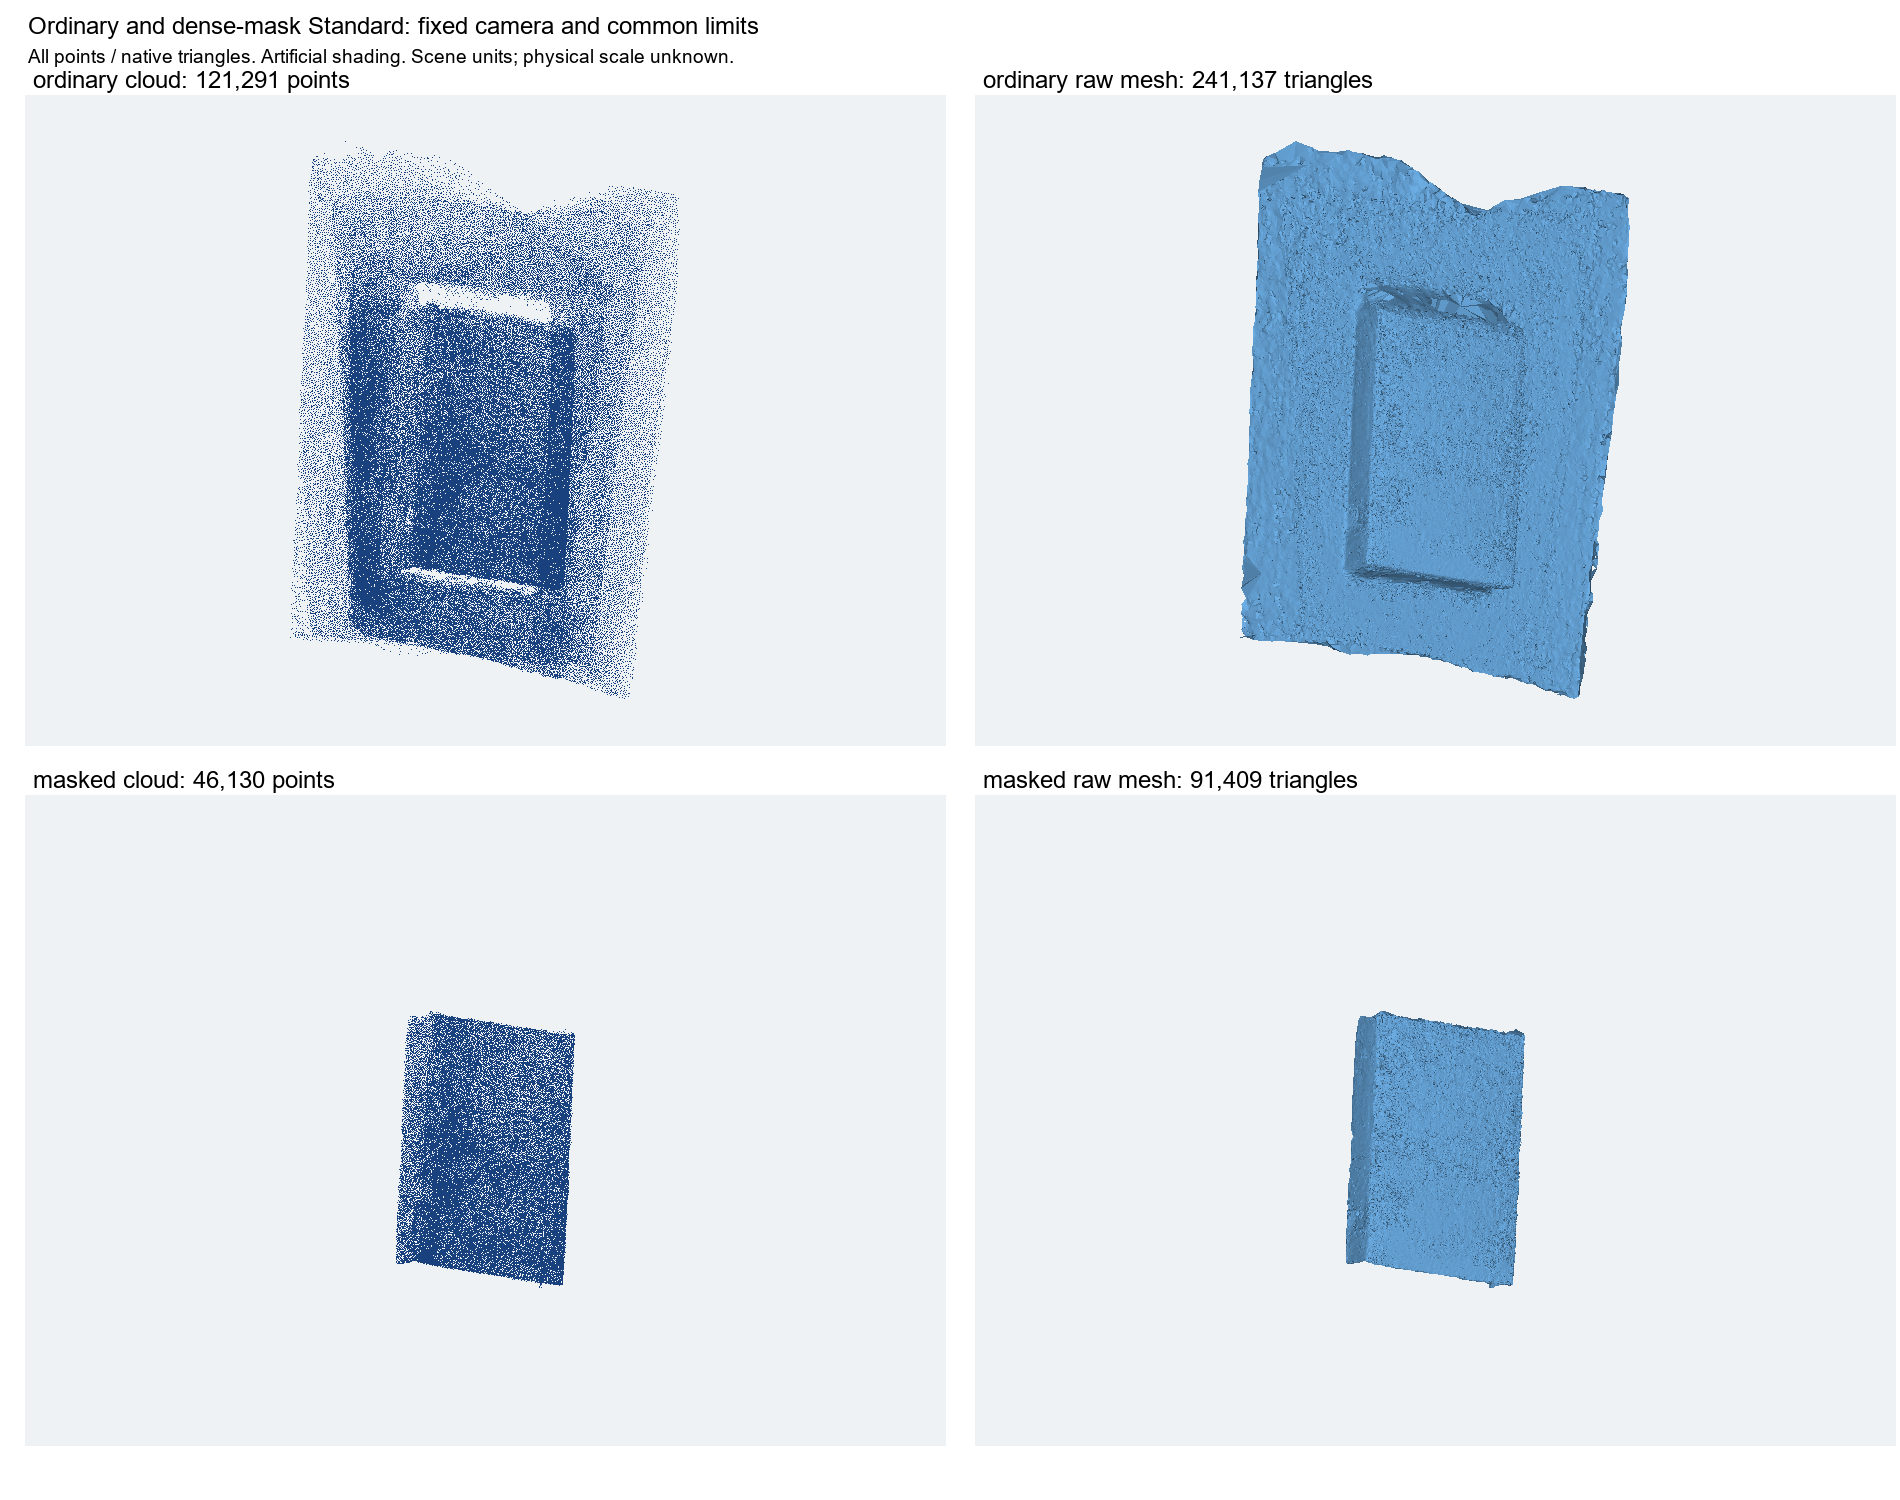 Ordinary and dense-mask Standard: fixed camera and common limits
All points / native triangles. Artificial shading. Scene units; physical scale unknown.
ordinary cloud: 121,291 points
ordinary raw mesh: 241,137 triangles
masked cloud: 46,130 points
masked raw mesh: 91,409 triangles